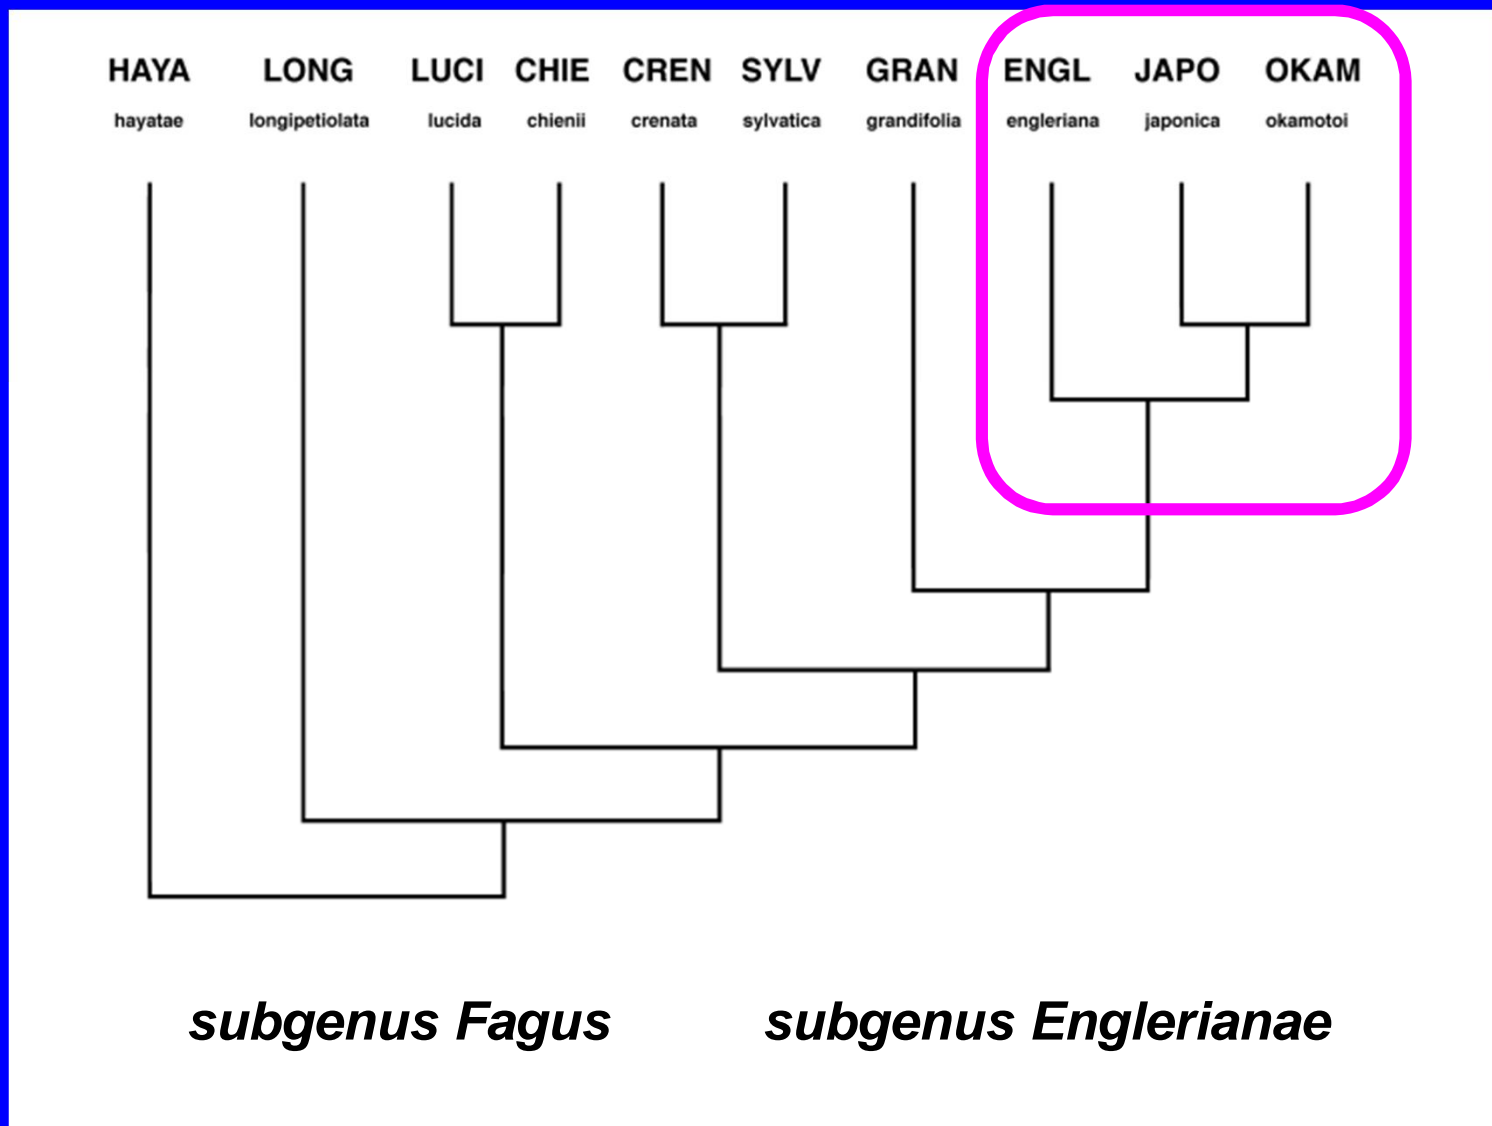 HAYA LONG LUCI CHIE CREN SYLV GRAN ENGL JAPO OKAM
hayatae longipetiolata lucida chienii crenata sylvatica grandifolia engleriana japonica okamotoi
subgenus Fagus subgenus Englerianae